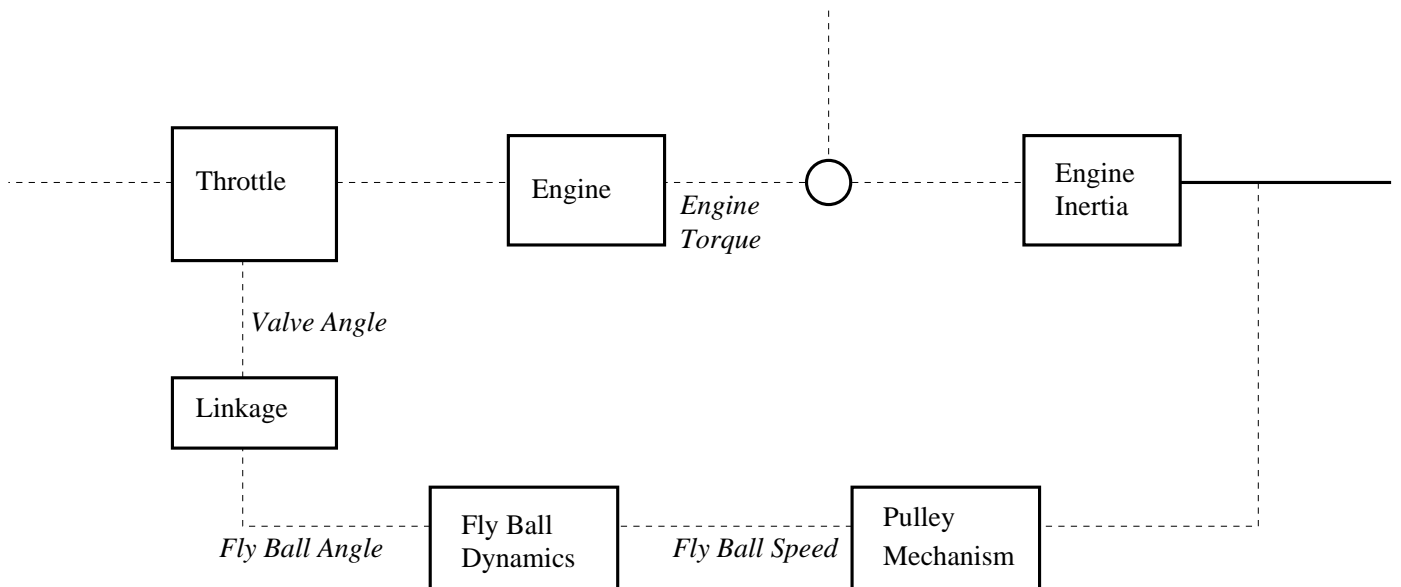 Throttle
Engine
Engine
Torque
Engine
Inertia
Valve Angle
Linkage
Fly Ball Angle
Fly Ball
Dynamics
Fly Ball Speed
Pulley
Mechanism